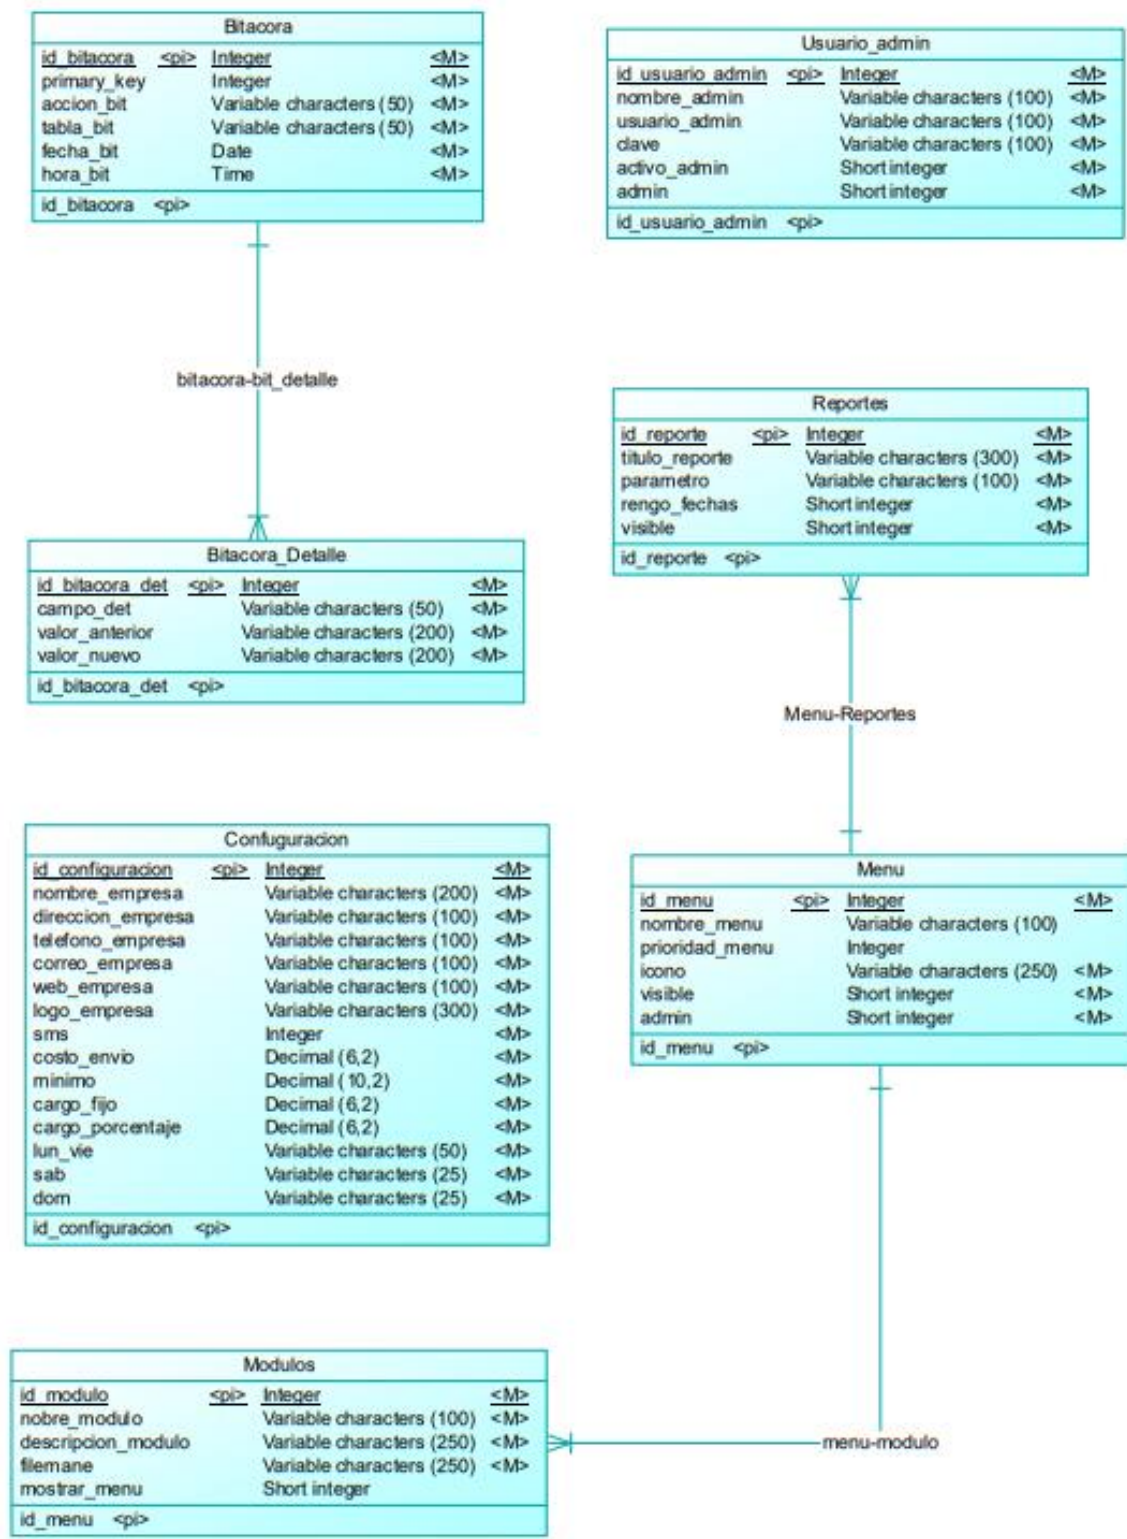 Bitacora
id_bitacora <pi> Integer <M>
primary_key Integer <M>
accion_bit Variable characters (50) <M>
tabla_bit Variable characters (50) <M>
fecha_bit Date <M>
hora_bit Time <M>
id_bitacora <pi>
Usuario_admin
id_usuario_admin <pi> Integer <M>
nombre_admin Variable characters (100) <M>
usuario_admin Variable characters (100) <M>
clave Variable characters (100) <M>
activo_admin Short integer <M>
admin Short integer <M>
id_usuario_admin <pi>
bitacora-bit_detalle
Reportes
id_reporte <pi> Integer <M>
titulo_reporte Variable characters (300) <M>
parametro Variable characters (100) <M>
rengo_fechas Short integer <M>
visible Short integer <M>
id_reporte <pi>
Bitacora_Detalle
id_bitacora_det <pi> Integer <M>
campo_det Variable characters (50) <M>
valor_anterior Variable characters (200) <M>
valor_nuevo Variable characters (200) <M>
id_bitacora_det <pi>
Menu-Reportes
Confuguracion
id_configuracion <pi> Integer <M>
nombre_empresa Variable characters (200) <M>
direccion_empresa Variable characters (100) <M>
telefono_empresa Variable characters (100) <M>
correo_empresa Variable characters (100) <M>
web_empresa Variable characters (100) <M>
logo_empresa Variable characters (300) <M>
sms Integer <M>
costo_envio Decimal (6,2) <M>
minimo Decimal (10,2) <M>
cargo_fijo Decimal (6,2) <M>
cargo_porcentaje Decimal (6,2) <M>
lun_vie Variable characters (50) <M>
sab Variable characters (25) <M>
dom Variable characters (25) <M>
id_configuracion <pi>
Menu
id_menu <pi> Integer <M>
nombre_menu Variable characters (100)
prioridad_menu Integer
icono Variable characters (250) <M>
visible Short integer <M>
admin Short integer <M>
id_menu <pi>
Modulos
id_modulo <pi> Integer <M>
nobre_modulo Variable characters (100) <M>
descripcion_modulo Variable characters (250) <M>
filemane Variable characters (250) <M>
mostrar_menu Short integer
id_menu <pi>
menu-modulo